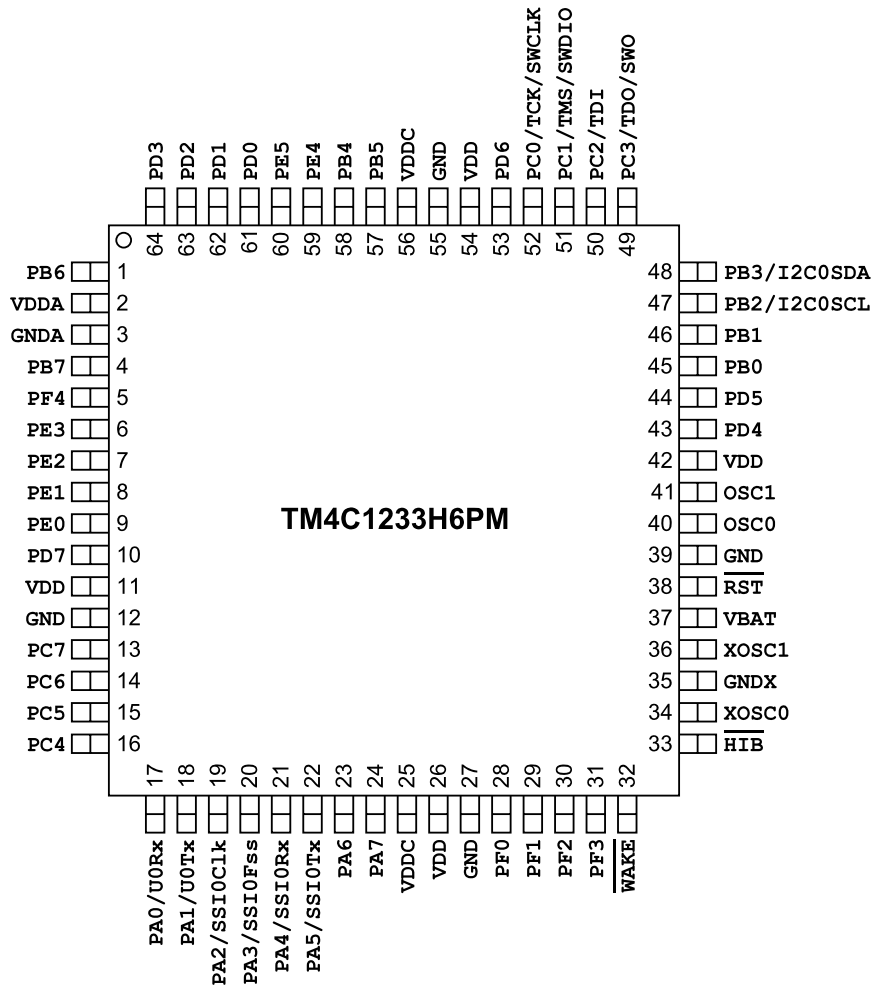 PD3
PD2
PD1
PD0
PE5
PE4
PB4
PB5
VDDC
GND
VDD
PD6
PC0/TCK/SWCLK
PC1/TMS/SWDIO
PC2/TDI
PC3/TDO/SWO
64
63
62
61
60
59
58
57
56
55
54
53
52
51
50
49
PB6 1
VDDA 2
GNDA 3
PB7 4
PF4 5
PE3 6
PE2 7
PE1 8
PE0 9
PD7 10
VDD 11
GND 12
PC7 13
PC6 14
PC5 15
PC4 16
TM4C1233H6PM
48 PB3/I2C0SDA
47 PB2/I2C0SCL
46 PB1
45 PB0
44 PD5
43 PD4
42 VDD
41 OSC1
40 OSC0
39 GND
38 RST
37 VBAT
36 XOSC1
35 GNDX
34 XOSC0
33 HIB
17
18
19
20
21
22
23
24
25
26
27
28
29
30
31
32
PA0/U0Rx
PA1/U0Tx
PA2/SSI0Clk
PA3/SSI0Fss
PA4/SSI0Rx
PA5/SSI0Tx
PA6
PA7
VDDC
VDD
GND
PF0
PF1
PF2
PF3
WAKE